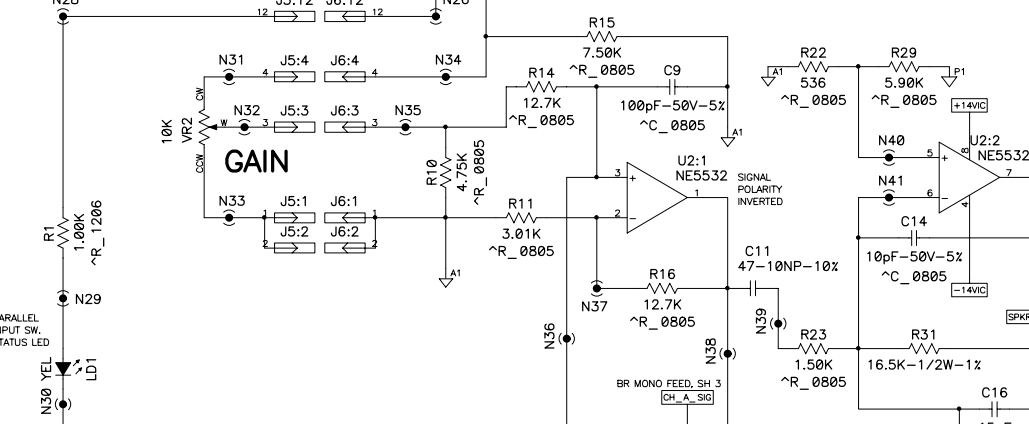 N28
12
J5:12
J6:12
12
N26
R15
7.50K
^R_0805
N31
4
J5:4
J6:4
4
N34
R14
12.7K
^R_0805
C9
100pF-50V-5%
^C_0805
A1
R22
536
^R_0805
R29
5.90K
^R_0805
A1
P1
+14VIC
CW
10K
VR2
W
CCW
N32
3
J5:3
J6:3
3
N35
GAIN
R10
4.75K
^R_0805
U2:1
NE5532
3
+
2
-
1
SIGNAL
POLARITY
INVERTED
N40
5
+
N41
6
-
8
U2:2
NE5532
7
4
-14VIC
N33
1
J5:1
J6:1
1
2
J5:2
J6:2
2
R11
3.01K
^R_0805
A1
R1
1.00K
^R_1206
C14
10pF-50V-5%
^C_0805
C11
47-10NP-10%
R16
12.7K
^R_0805
N37
N29
N36
N38
N39
R23
1.50K
^R_0805
R31
16.5K-1/2W-1%
SPKR
ARALLEL
NPUT SW.
TATUS LED
YEL
LD1
N30
BR MONO FEED, SH 3
CH_A_SIG
C16